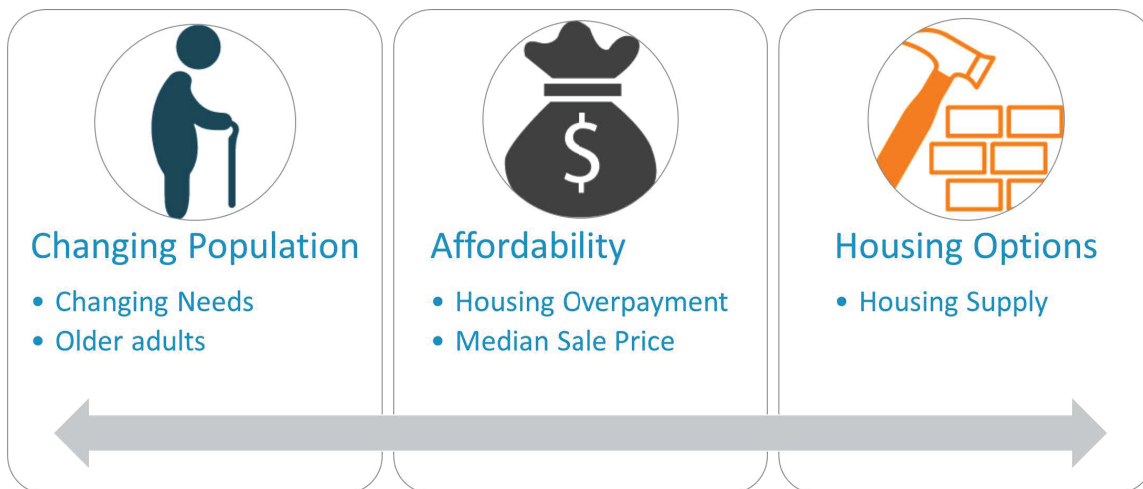 $
Changing Population
• Changing Needs
• Older adults
Affordability
• Housing Overpayment
• Median Sale Price
Housing Options
• Housing Supply